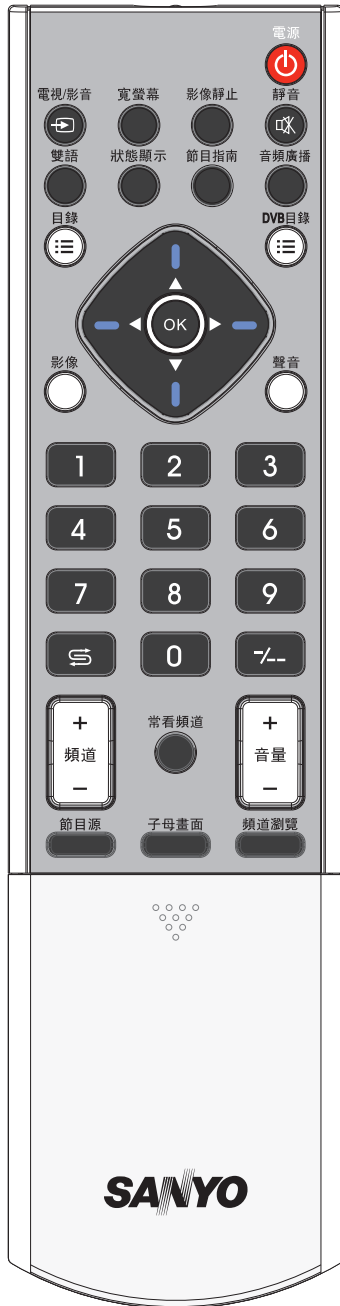 電源
電視/影音 寬螢幕 影像靜止 靜音
雙語 狀態顯示 節目指南 音頻廣播
目錄 DVB目錄
OK
影像 聲音
1 2 3
4 5 6
7 8 9
0 -/--
+ 常看頻道 +
頻道 音量
- -
節目源 子母畫面 頻道瀏覽
SANYO